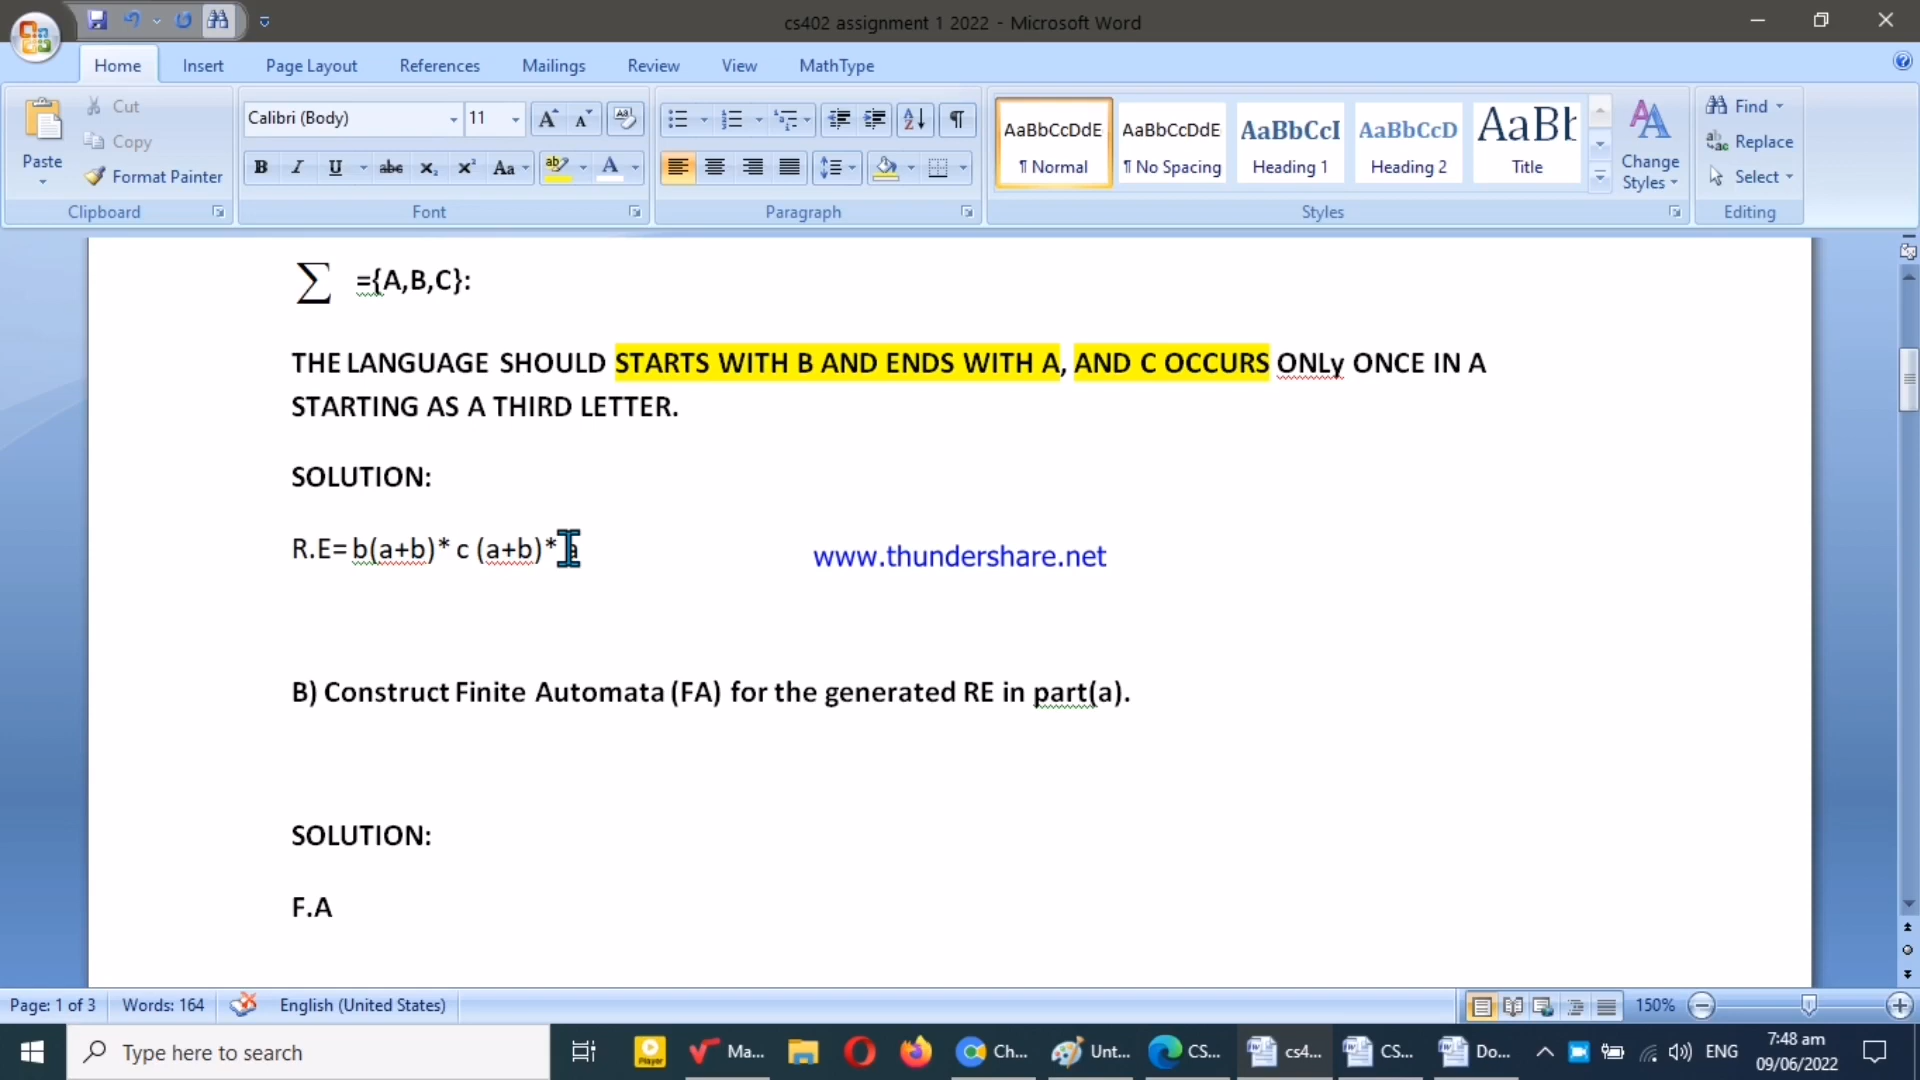 cs402 assignment 1 2022 - Microsoft Word
Home Insert Page Layout References Mailings Review View MathType
Paste
Cut
Copy
Format Painter
Clipboard
Calibri (Body) 11
Font
Paragraph
AaBbCcDdE AaBbCcDdE AaBbCcI AaBbCcD AaBb
¶ Normal ¶ No Spacing Heading 1 Heading 2 Title
Change Styles
Styles
Find
Replace
Select
Editing
∑ ={A,B,C}:
THE LANGUAGE SHOULD STARTS WITH B AND ENDS WITH A, AND C OCCURS ONLy ONCE IN A
STARTING AS A THIRD LETTER.
SOLUTION:
R.E= b(a+b)* c (a+b)* a
www.thundershare.net
B) Construct Finite Automata (FA) for the generated RE in part(a).
SOLUTION:
F.A
Page: 1 of 3 Words: 164 English (United States) 150%
Type here to search
Player Ma... Ch... Unt... CS... cs4... CS... Do... ENG
7:48 am
09/06/2022